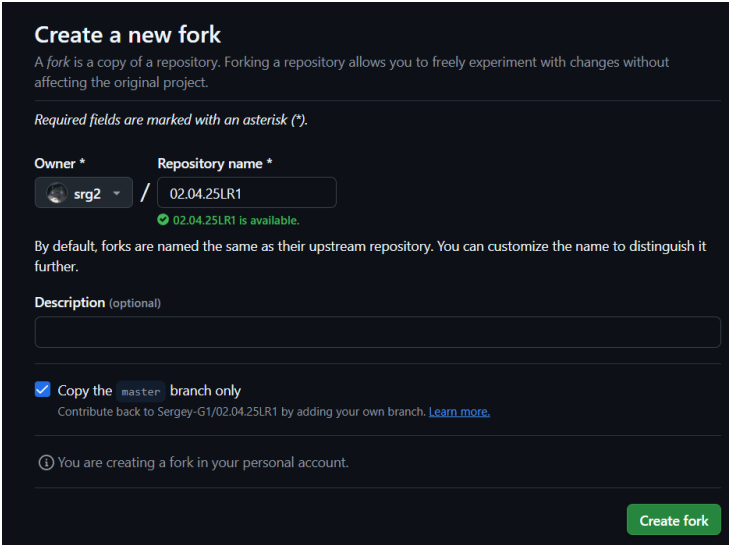 Create a new fork
A fork is a copy of a repository. Forking a repository allows you to freely experiment with changes without
affecting the original project.
Required fields are marked with an asterisk (*).
Owner * Repository name *
srg2 / 02.04.25LR1
02.04.25LR1 is available.
By default, forks are named the same as their upstream repository. You can customize the name to distinguish it
further.
Description (optional)
Copy the master branch only
Contribute back to Sergey-G1/02.04.25LR1 by adding your own branch. Learn more.
You are creating a fork in your personal account.
Create fork